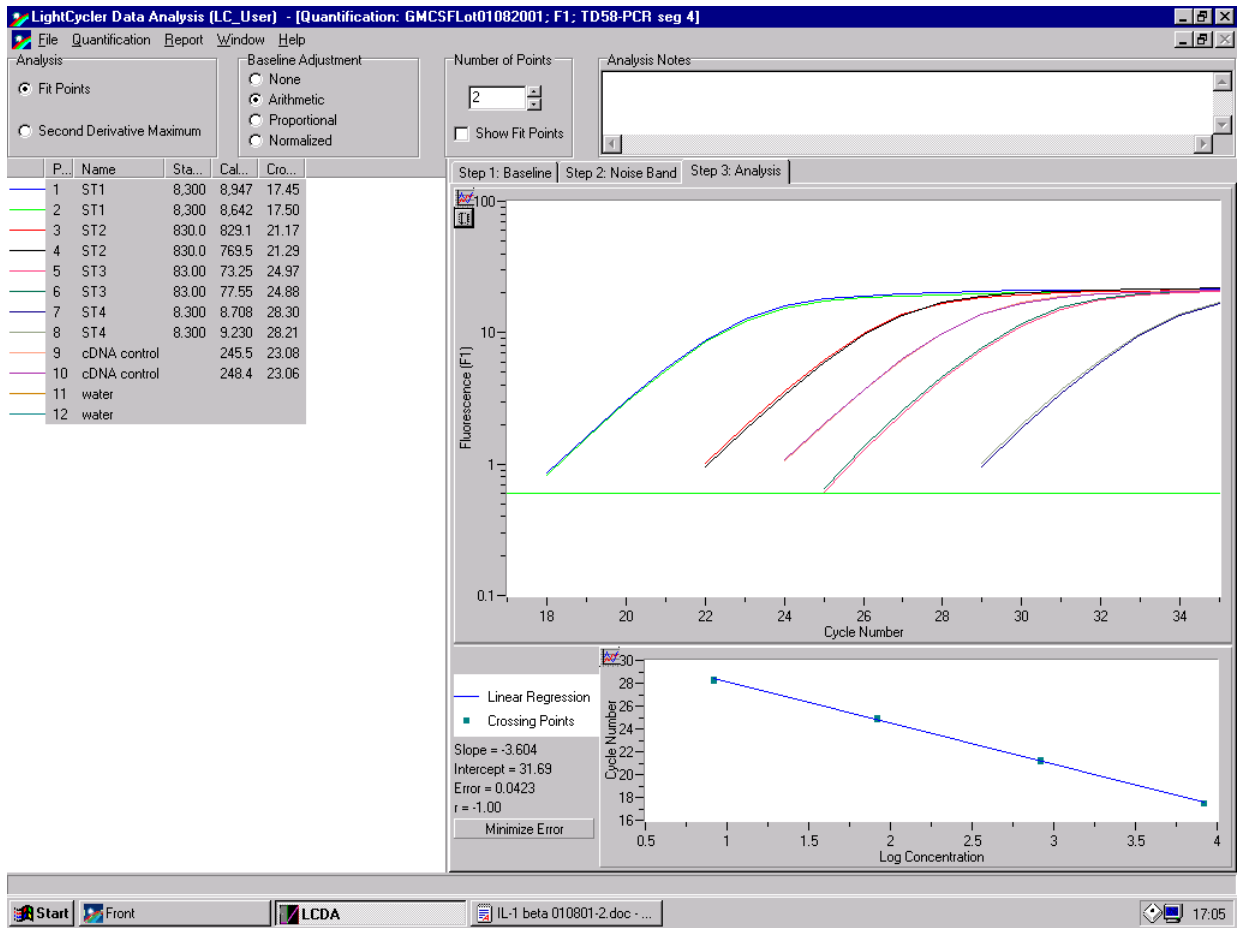 LightCycler Data Analysis (LC_User) - [Quantification: GMCSFLot01082001; F1; TD58-PCR seg 4]
File Quantification Report Window Help
Analysis
Fit Points
Second Derivative Maximum
Baseline Adjustment
None
Arithmetic
Proportional
Normalized
Number of Points
2
Show Fit Points
Analysis Notes
P... Name Sta... Cal... Cro...
1 ST1 8,300 8,947 17.45
2 ST1 8,300 8,642 17.50
3 ST2 830.0 829.1 21.17
4 ST2 830.0 769.5 21.29
5 ST3 83.00 73.25 24.97
6 ST3 83.00 77.55 24.88
7 ST4 8.300 8.708 28.30
8 ST4 8.300 9.230 28.21
9 cDNA control 245.5 23.08
10 cDNA control 248.4 23.06
11 water
12 water
Step 1: Baseline Step 2: Noise Band Step 3: Analysis
100
10
1
0.1
Fluorescence (F1)
18 20 22 24 26 28 30 32 34
Cycle Number
Linear Regression
Crossing Points
Slope = -3.604
Intercept = 31.69
Error = 0.0423
r = -1.00
Minimize Error
30
28
26
24
22
20
18
16
Cycle Number
0.5 1 1.5 2 2.5 3 3.5 4
Log Concentration
Start Front LCDA IL-1 beta 010801-2.doc - ... 17:05